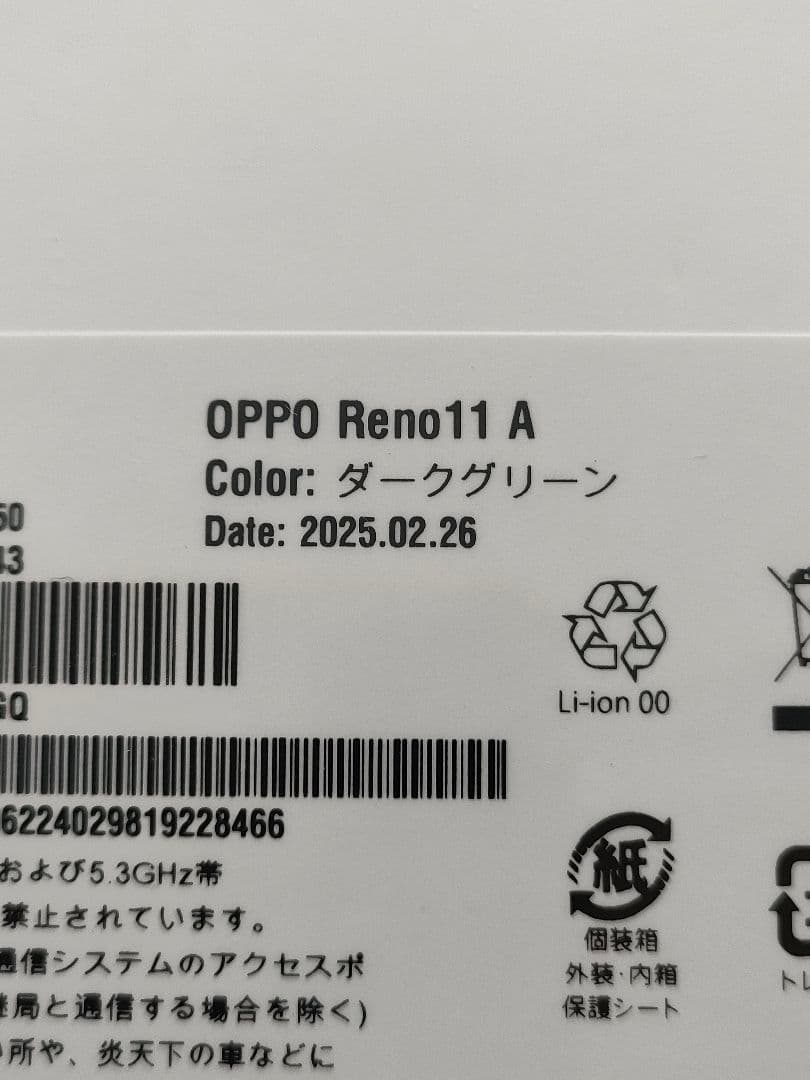 OPPO Reno11 A
Color: ダークグリーン
Date: 2025.02.26
50
43
GQ
Li-ion 00
6224029819228466
および5.3GHz帯
禁止されています。
通信システムのアクセスポ
継局と通信する場合を除く)
い所や、炎天下の車などに
紙
個装箱
外装·内箱
保護シート
トレ